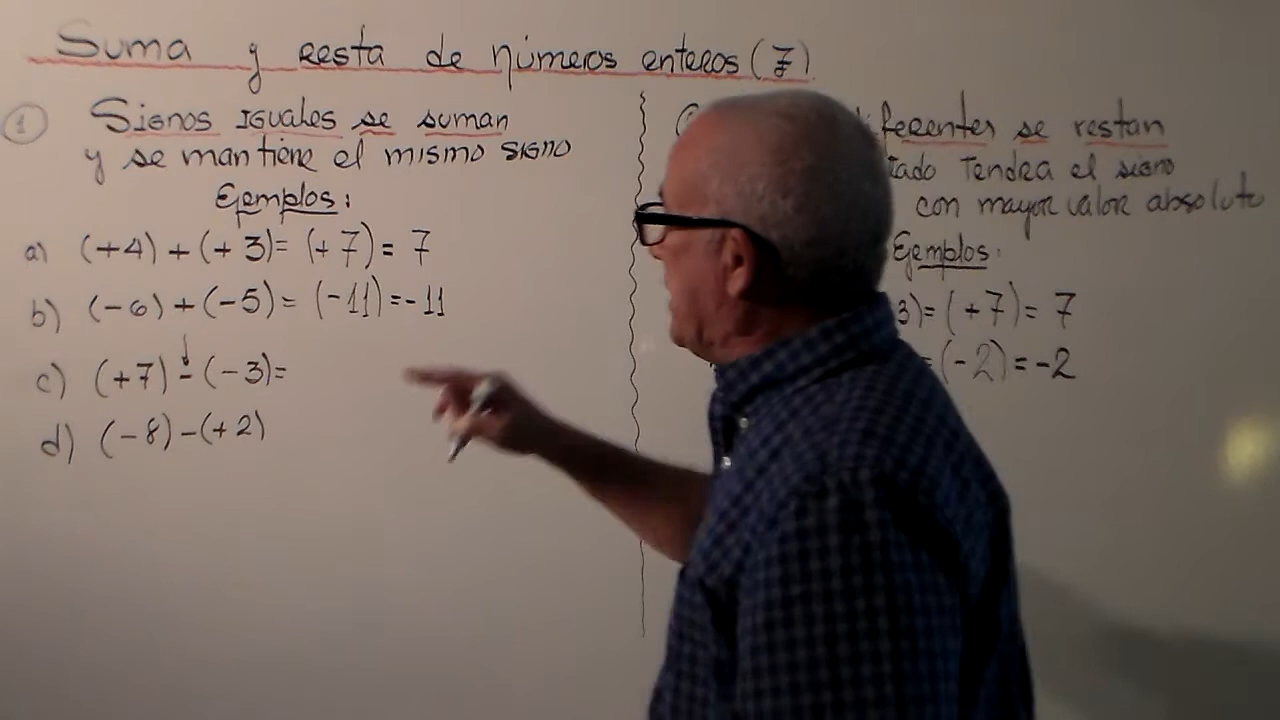 Suma y resta de números enteros (Z)
1 Signos iguales se suman
y se mantiene el mismo signo
Ejemplos:
a) (+4) + (+3)= (+7) = 7
b) (-6) + (-5) = (-11) = -11
c) (+7) - (-3)=
d) (-8) - (+2)
se restan
Tendra el signo
con mayor valor absoluto
Ejemplos:
3) = (+7) = 7
= (-2) = -2